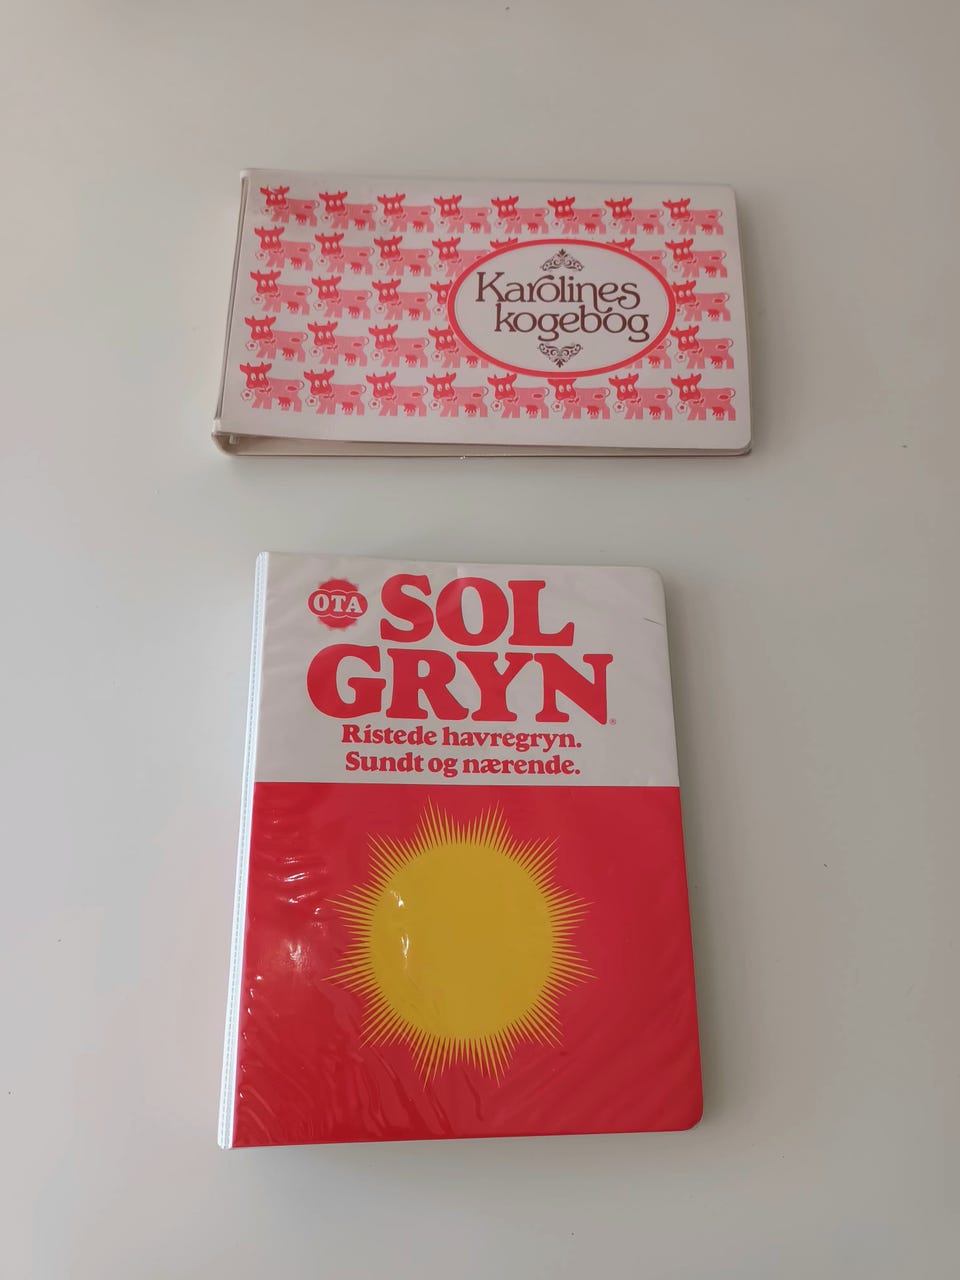 Karolines
kogebog
OTA
SOL
GRYN®
Ristede havregryn.
Sundt og nærende.